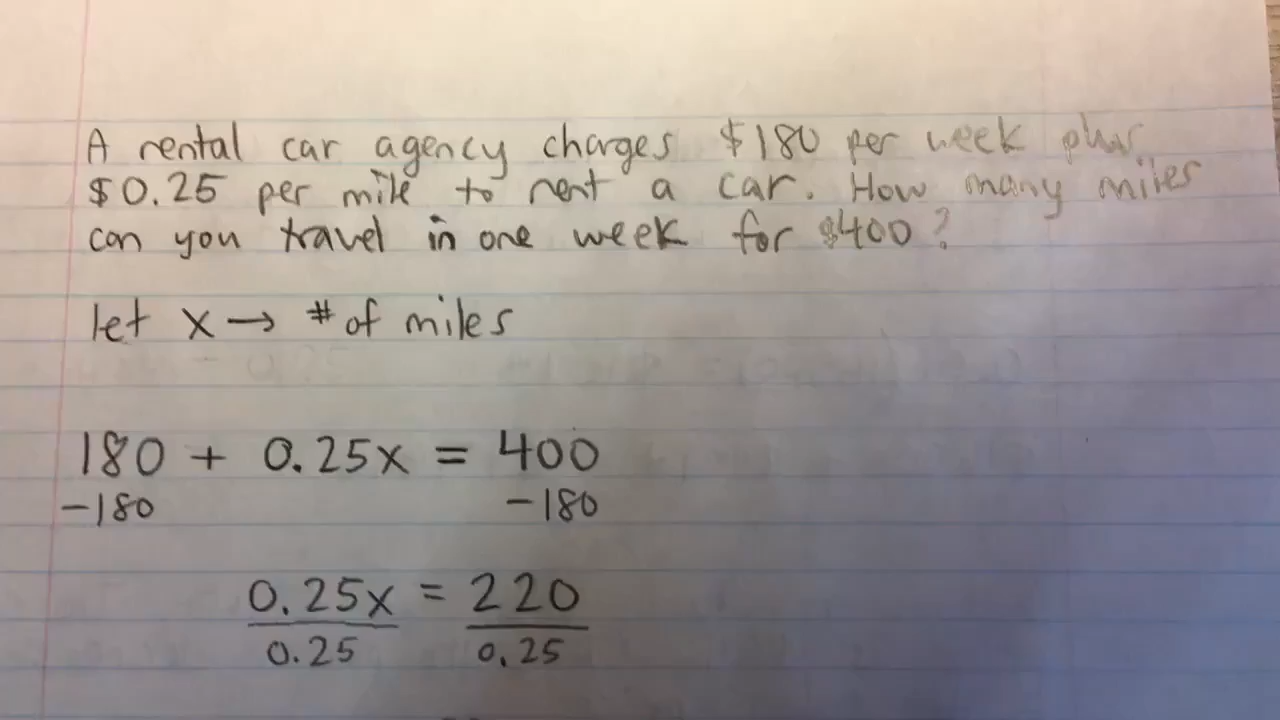 A rental car agency charges $180 per week plus
$0.25 per mile to rent a car. How many miles
can you travel in one week for $400?
let x → # of miles
180 + 0.25x = 400
-180 -180
0.25x = 220
0.25 0.25